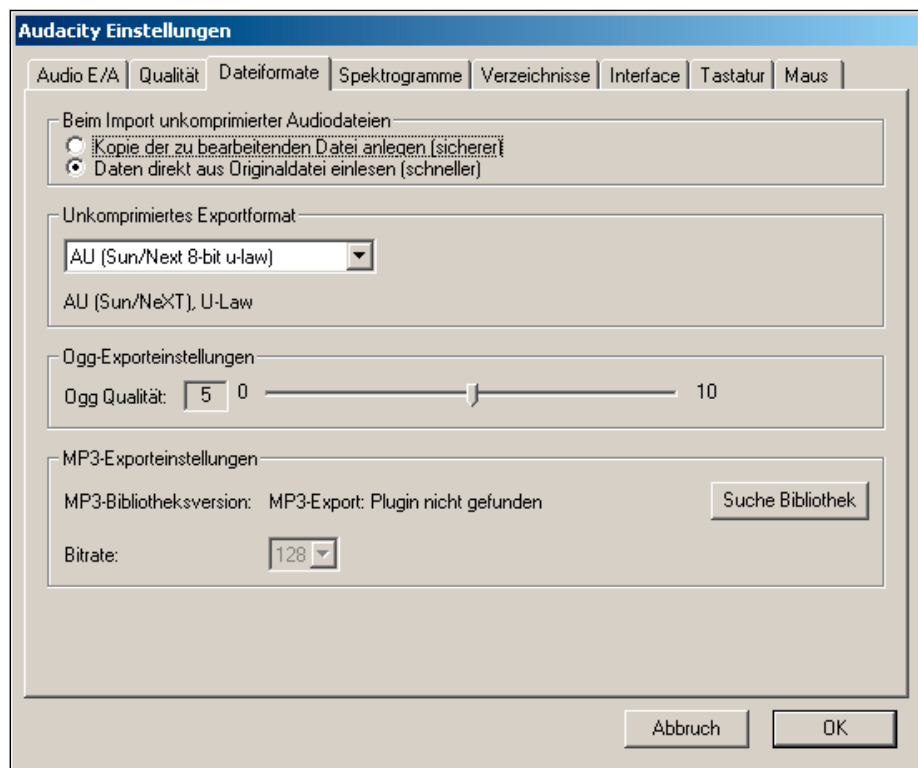 Audacity Einstellungen
Audio E/A Qualität Dateiformate Spektrogramme Verzeichnisse Interface Tastatur Maus
Beim Import unkomprimierter Audiodateien
Kopie der zu bearbeitenden Datei anlegen (sicherer)
Daten direkt aus Originaldatei einlesen (schneller)
Unkomprimiertes Exportformat
AU (Sun/Next 8-bit u-law)
AU (Sun/NeXT), U-Law
Ogg-Exporteinstellungen
Ogg Qualität: 5 0 10
MP3-Exporteinstellungen
MP3-Bibliotheksversion: MP3-Export: Plugin nicht gefunden Suche Bibliothek
Bitrate: 128
Abbruch OK